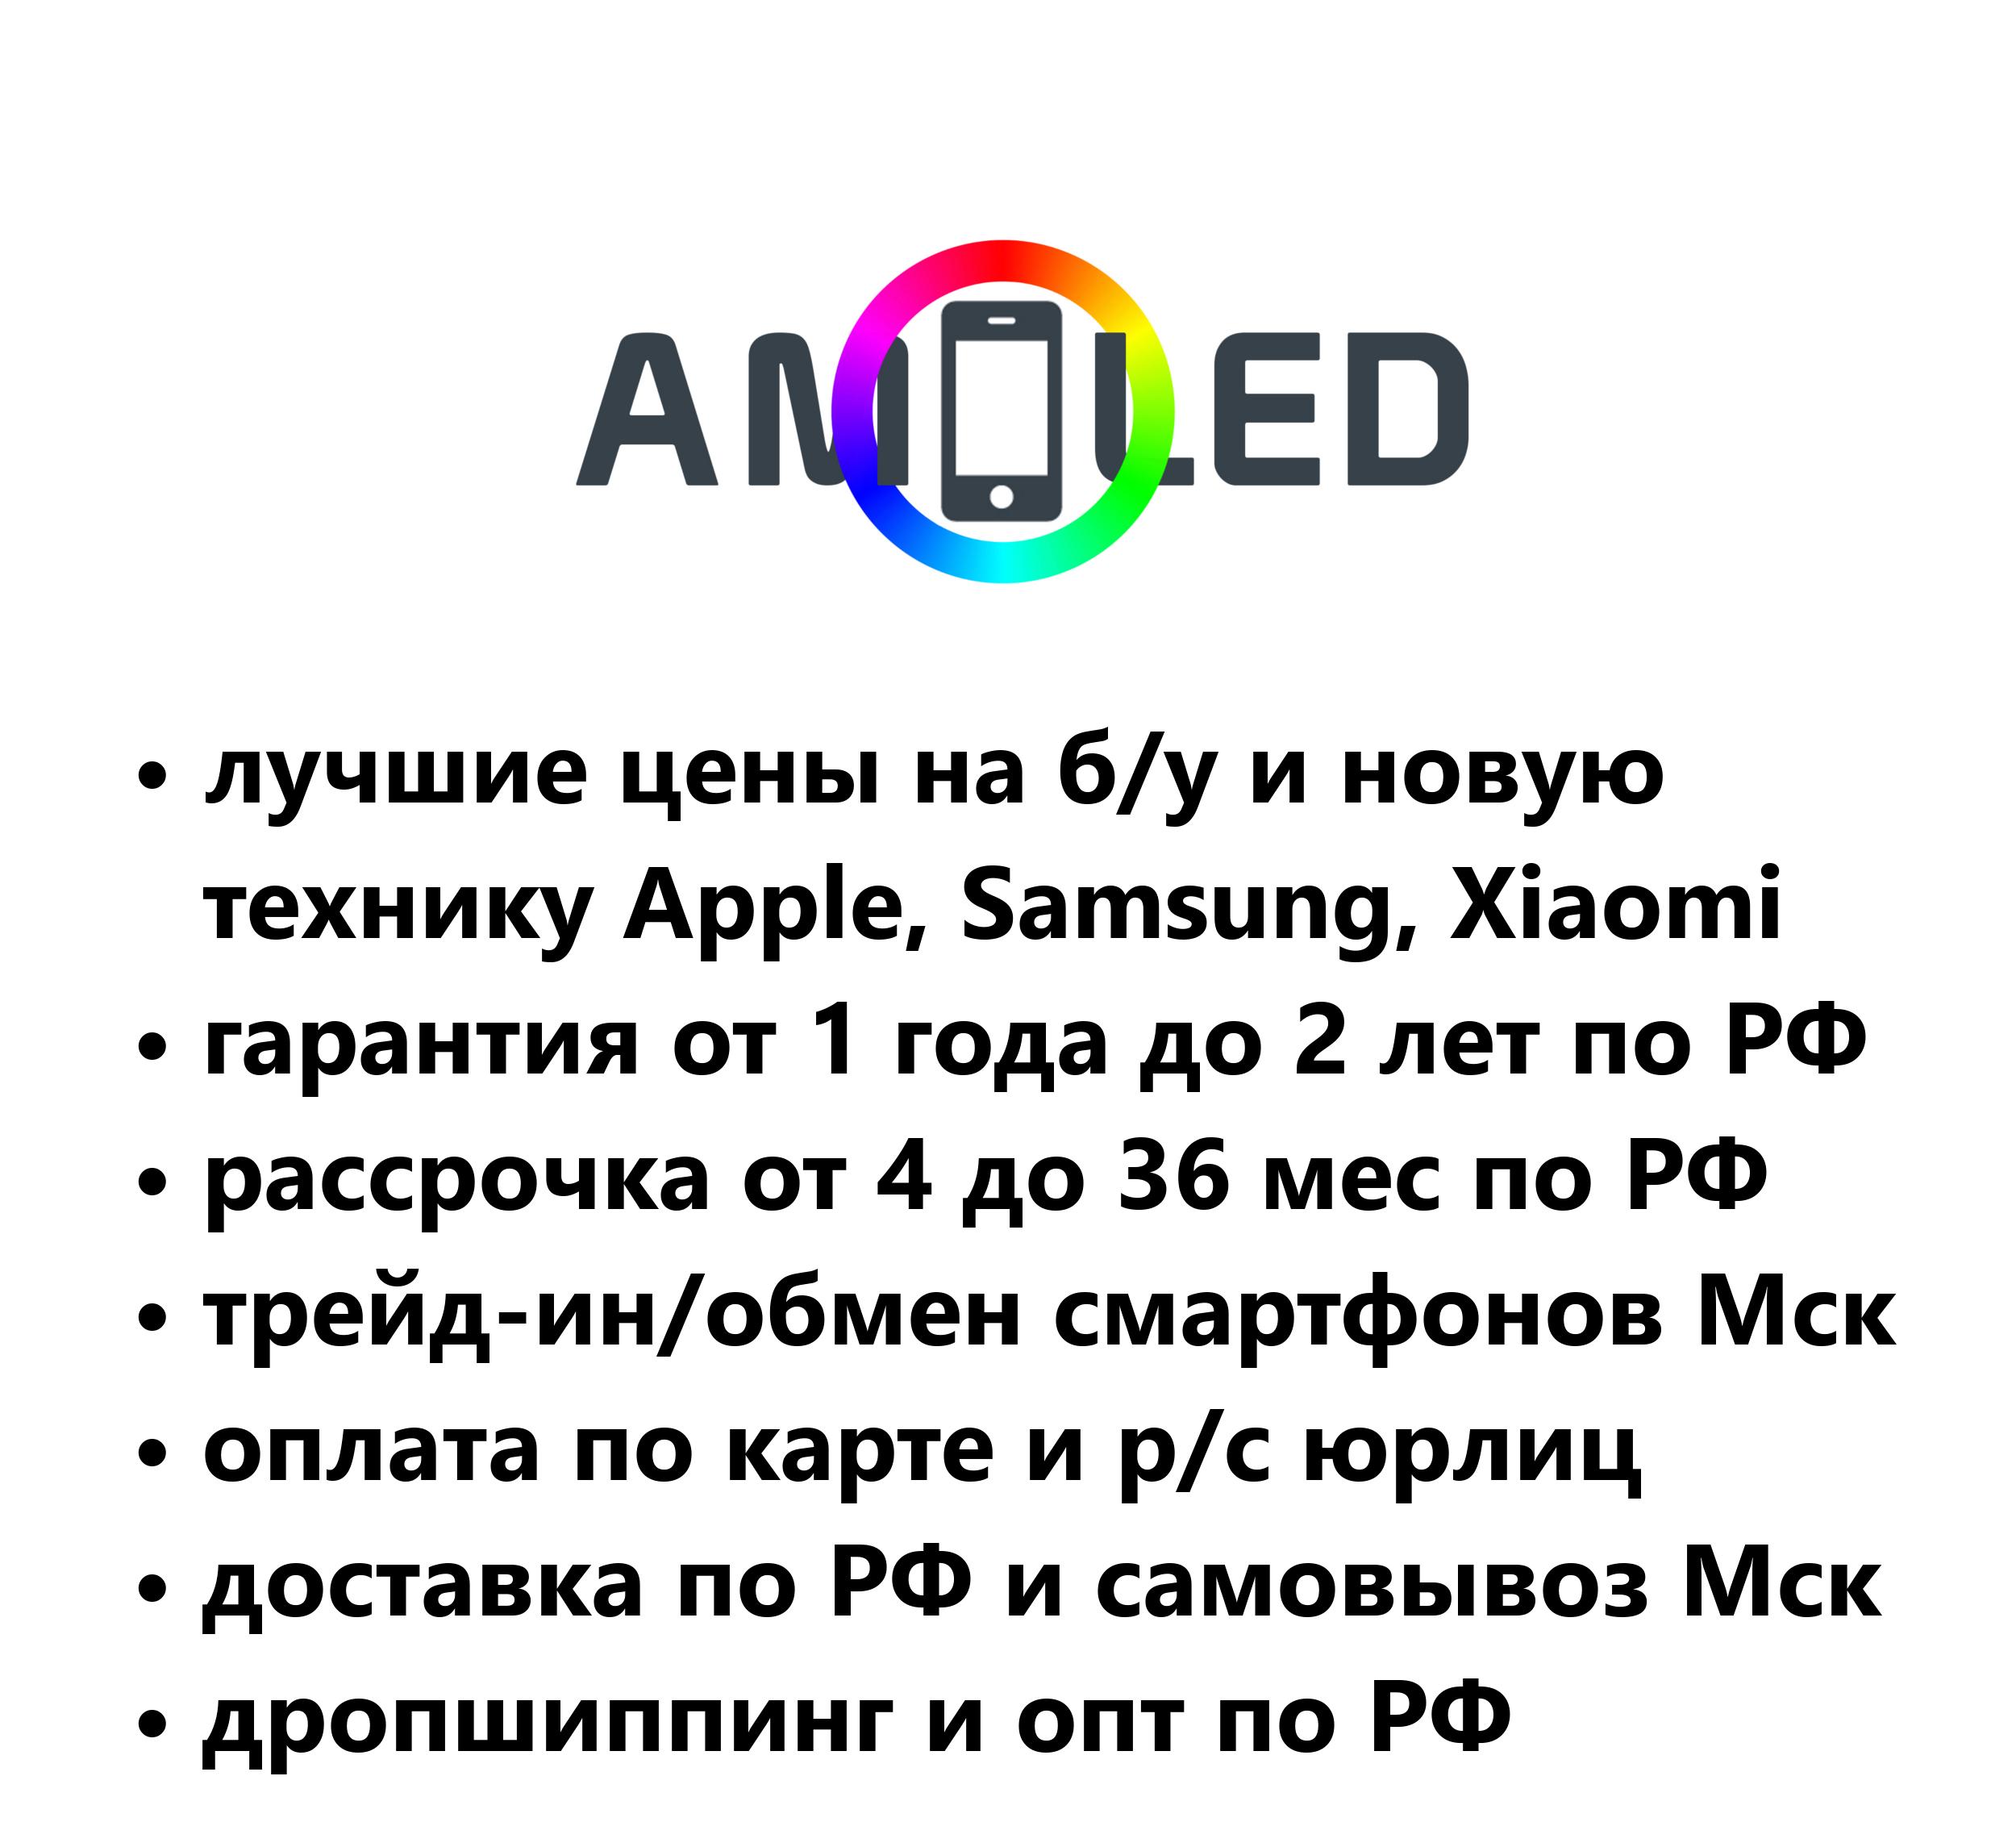 AMOLED
• лучшие цены на б/у и новую
технику Apple, Samsung, Xiaomi
• гарантия от 1 года до 2 лет по РФ
• рассрочка от 4 до 36 мес по РФ
• трейд-ин/обмен смартфонов Мск
• оплата по карте и р/с юрлиц
• доставка по РФ и самовывоз Мск
• дропшиппинг и опт по РФ